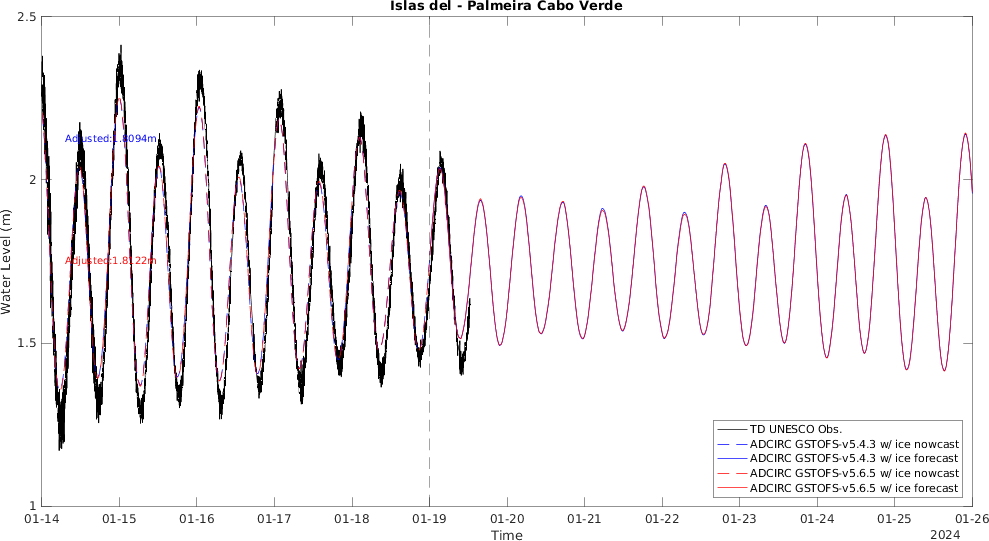 Islas del - Palmeira Cabo Verde
2.5
2
1.5
1
Water Level (m)
Adjusted:1.8094m
Adjusted:1.8122m
TD UNESCO Obs.
ADCIRC GSTOFS-v5.4.3 w/ ice nowcast
ADCIRC GSTOFS-v5.4.3 w/ ice forecast
ADCIRC GSTOFS-v5.6.5 w/ ice nowcast
ADCIRC GSTOFS-v5.6.5 w/ ice forecast
01-14 01-15 01-16 01-17 01-18 01-19 01-20 01-21 01-22 01-23 01-24 01-25 01-26
Time
2024